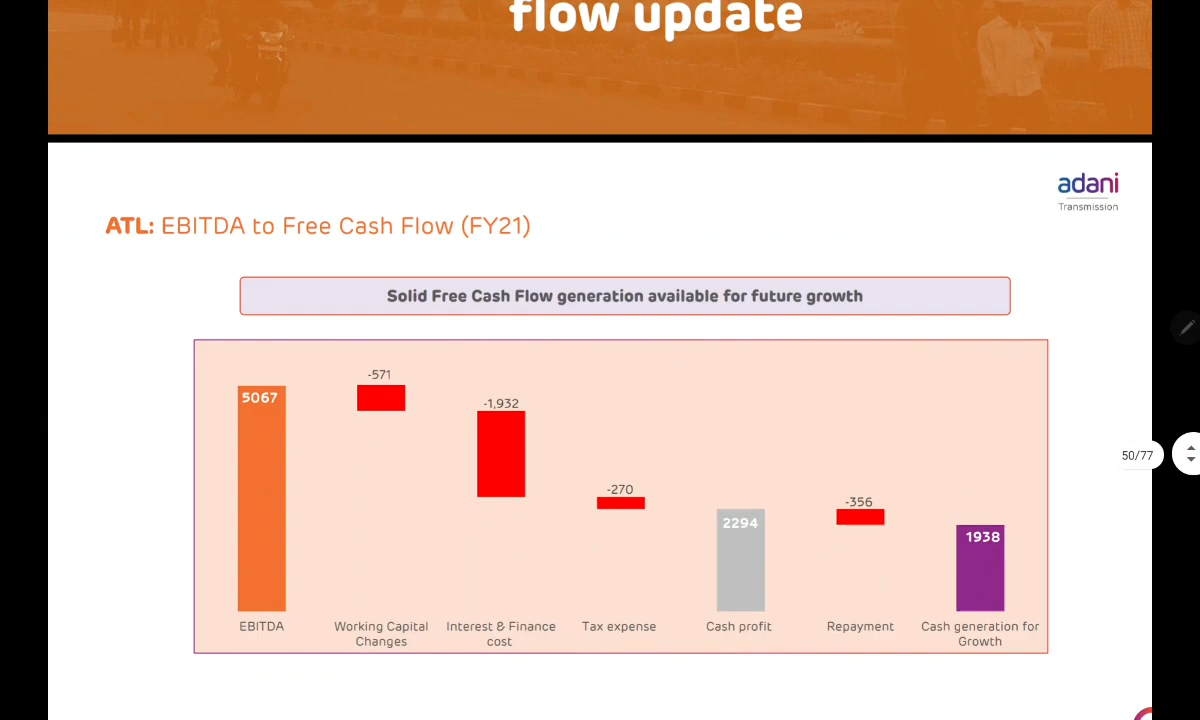 flow update
adani
Transmission
ATL: EBITDA to Free Cash Flow (FY21)
Solid Free Cash Flow generation available for future growth
5067
-571
-1,932
-270
2294
-356
1938
EBITDA
Working Capital
Changes
Interest & Finance
cost
Tax expense
Cash profit
Repayment
Cash generation for
Growth
50/77